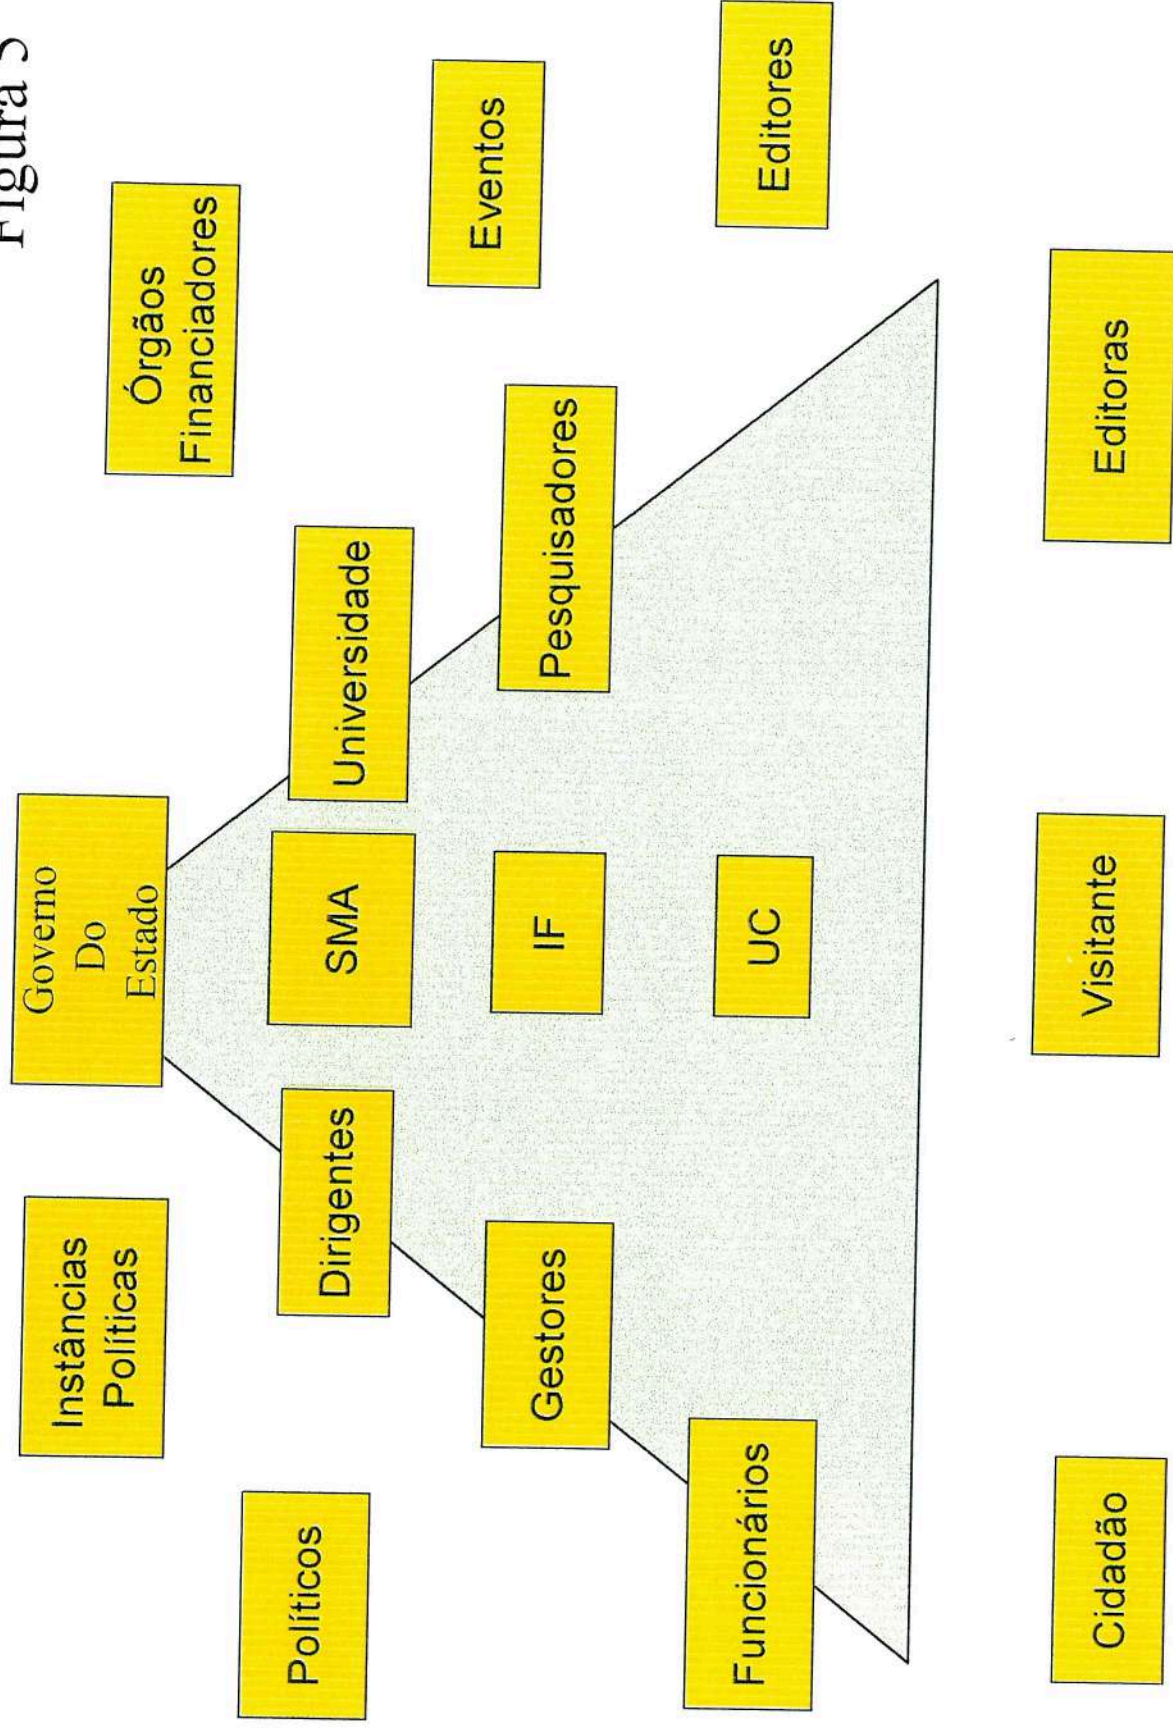 Figura
Instâncias
Políticas
Governo
Do
Estado
Órgãos
Financiadores
Políticos
Dirigentes
SMA
Universidade
Gestores
IF
Pesquisadores
Eventos
Funcionários
UC
Editores
Cidadão
Visitante
Editoras